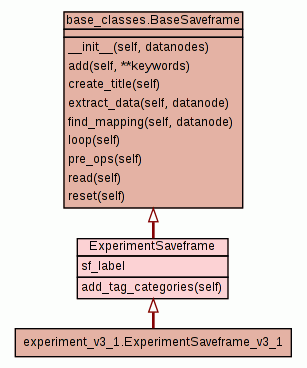 base_classes.BaseSaveframe
__init__(self, datanodes)
add(self, **keywords)
create_title(self)
extract_data(self, datanode)
find_mapping(self, datanode)
loop(self)
pre_ops(self)
read(self)
reset(self)
ExperimentSaveframe
sf_label
add_tag_categories(self)
experiment_v3_1.ExperimentSaveframe_v3_1